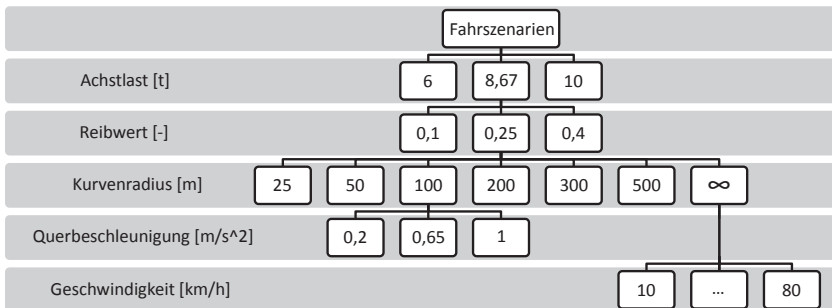 Fahrszenarien
Achstlast [t] 6 8,67 10
Reibwert [-] 0,1 0,25 0,4
Kurvenradius [m] 25 50 100 200 300 500 ∞
Querbeschleunigung [m/s^2] 0,2 0,65 1
Geschwindigkeit [km/h] 10 ... 80